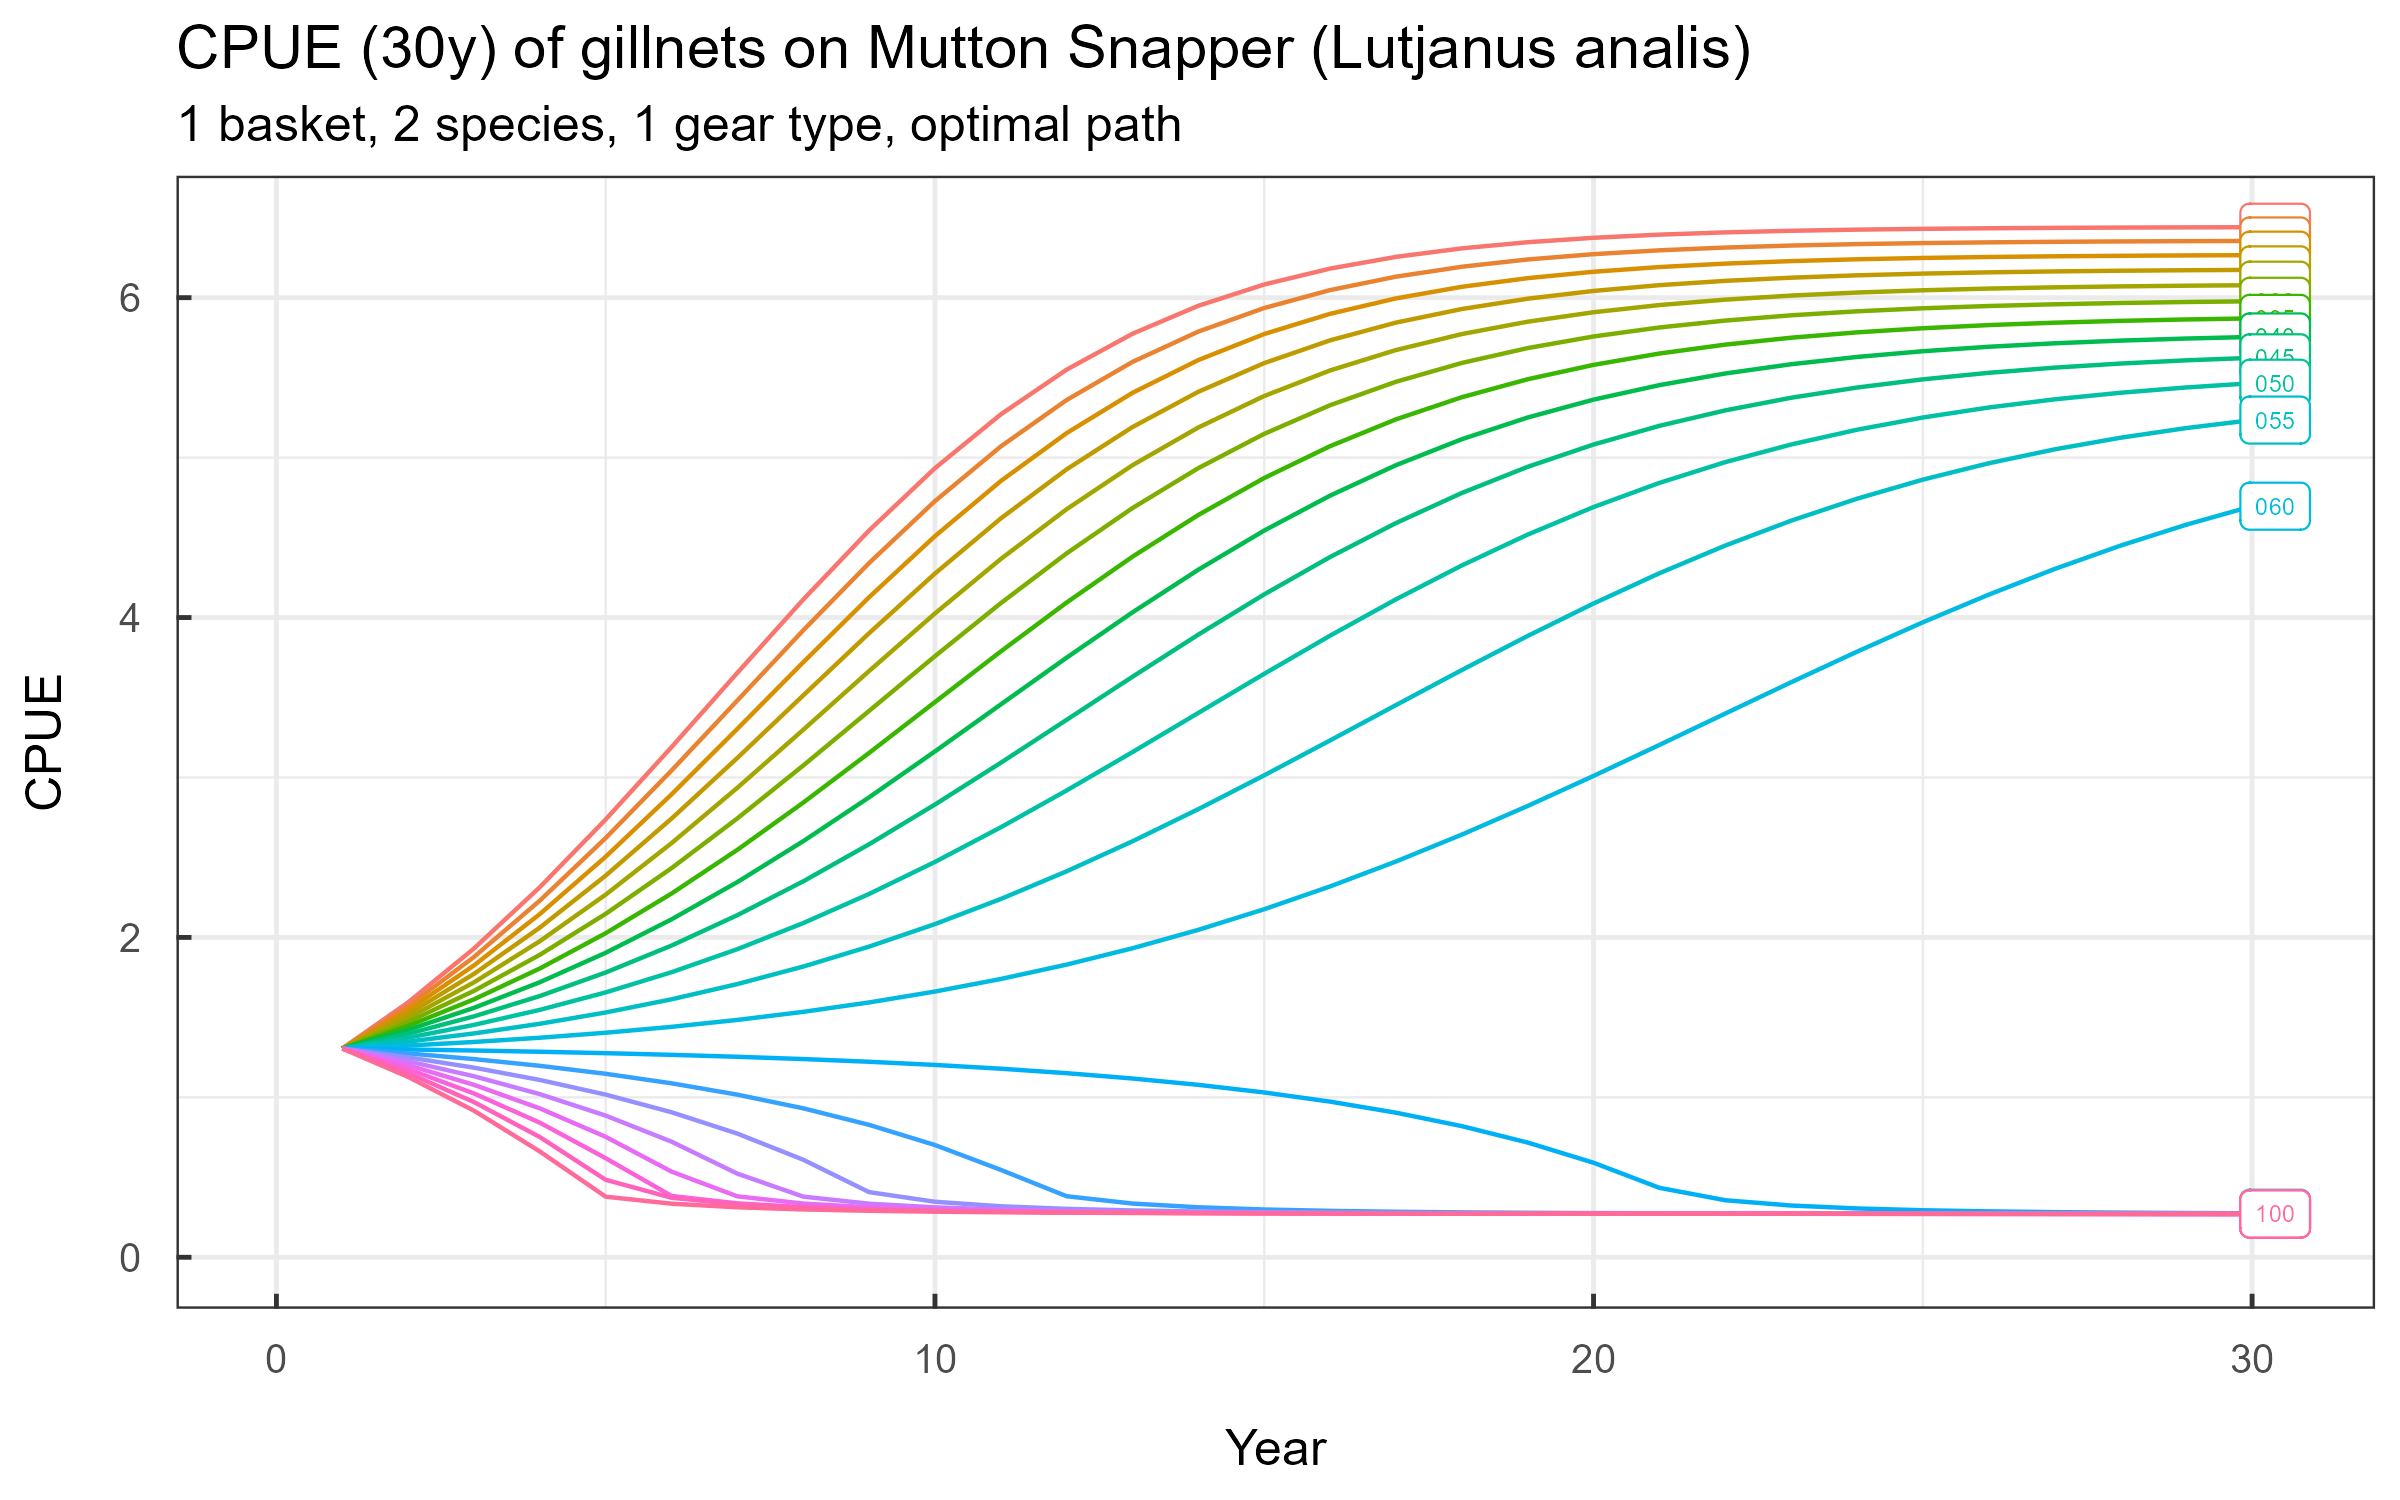 CPUE (30y) of gillnets on Mutton Snapper (Lutjanus analis)
1 basket, 2 species, 1 gear type, optimal path
6
4
2
0
CPUE
045
050
055
060
100
0 10 20 30
Year